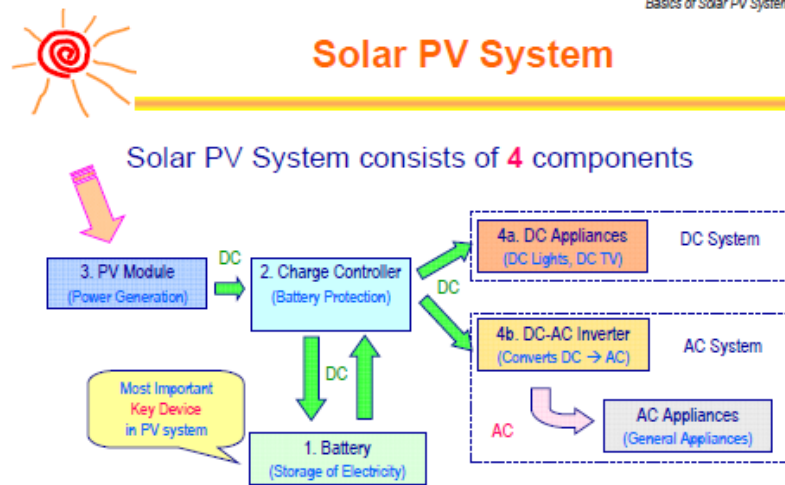 Basics of Solar PV System
Solar PV System
Solar PV System consists of 4 components
3. PV Module
(Power Generation)
DC
2. Charge Controller
(Battery Protection)
DC
4a. DC Appliances
(DC Lights, DC TV)
DC System
4b. DC-AC Inverter
(Converts DC → AC)
AC System
DC
Most Important
Key Device
in PV system
1. Battery
(Storage of Electricity)
AC
AC Appliances
(General Appliances)